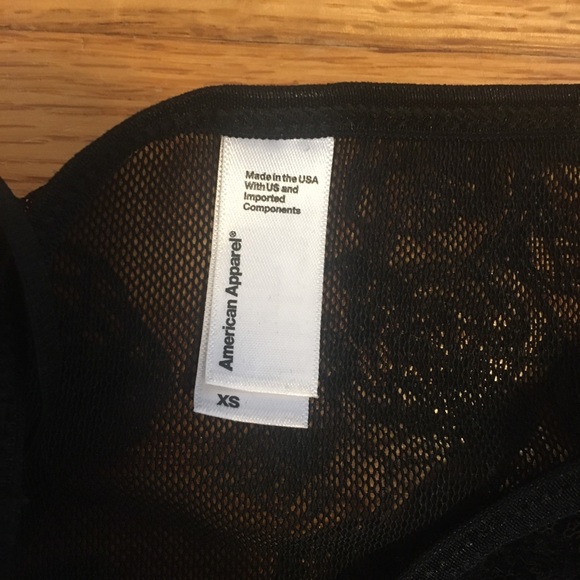 Made in the USA
With US and
Imported
Components
American Apparel®
XS